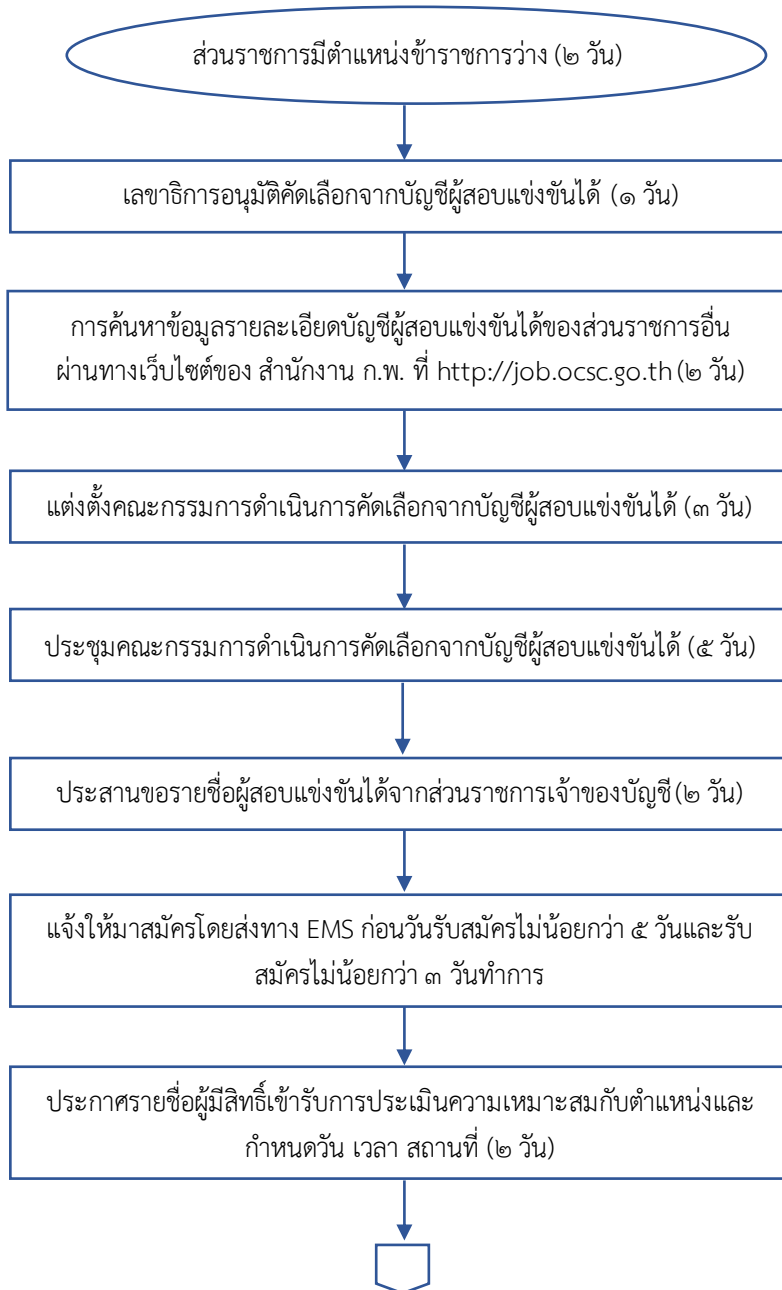 ส่วนราชการมีตำแหน่งข้าราชการว่าง (๒ วัน)
เลขาธิการอนุมัติคัดเลือกจากบัญชีผู้สอบแข่งขันได้ (๑ วัน)
การค้นหาข้อมูลรายละเอียดบัญชีผู้สอบแข่งขันได้ของส่วนราชการอื่น
ผ่านทางเว็บไซต์ของ สำนักงาน ก.พ. ที่ http://job.ocsc.go.th (๒ วัน)
แต่งตั้งคณะกรรมการดำเนินการคัดเลือกจากบัญชีผู้สอบแข่งขันได้ (๓ วัน)
ประชุมคณะกรรมการดำเนินการคัดเลือกจากบัญชีผู้สอบแข่งขันได้ (๕ วัน)
ประสานขอรายชื่อผู้สอบแข่งขันได้จากส่วนราชการเจ้าของบัญชี (๒ วัน)
แจ้งให้มาสมัครโดยส่งทาง EMS ก่อนวันรับสมัครไม่น้อยกว่า ๕ วันและรับ
สมัครไม่น้อยกว่า ๓ วันทำการ
ประกาศรายชื่อผู้มีสิทธิ์เข้ารับการประเมินความเหมาะสมกับตำแหน่งและ
กำหนดวัน เวลา สถานที่ (๒ วัน)